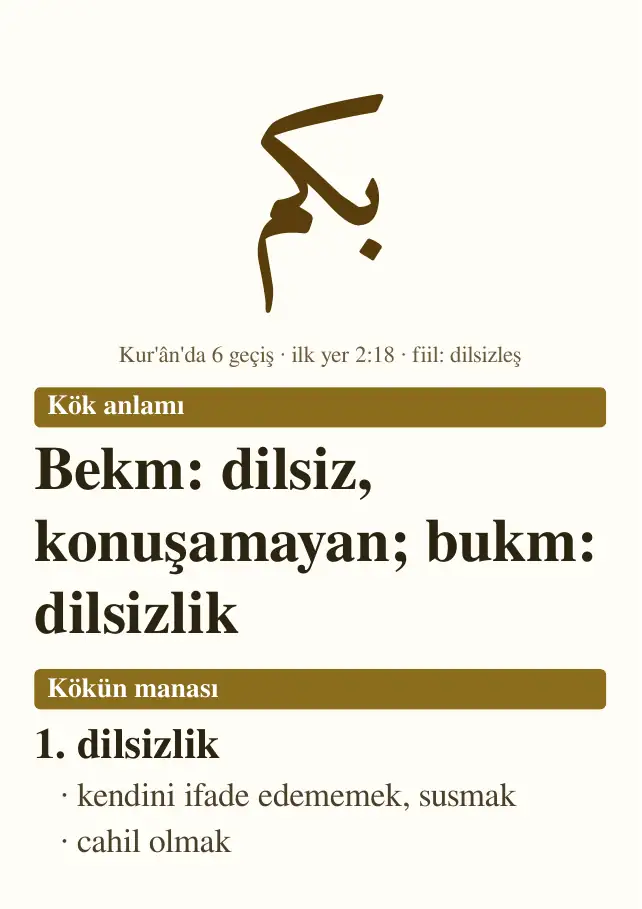 بكم
Kur'ân'da 6 geçiş · ilk yer 2:18 · fiil: dilsizleş
Kök anlamı
Bekm: dilsiz,
konuşamayan; bukm:
dilsizlik
Kökün manası
1. dilsizlik
· kendini ifade edememek, susmak
· cahil olmak